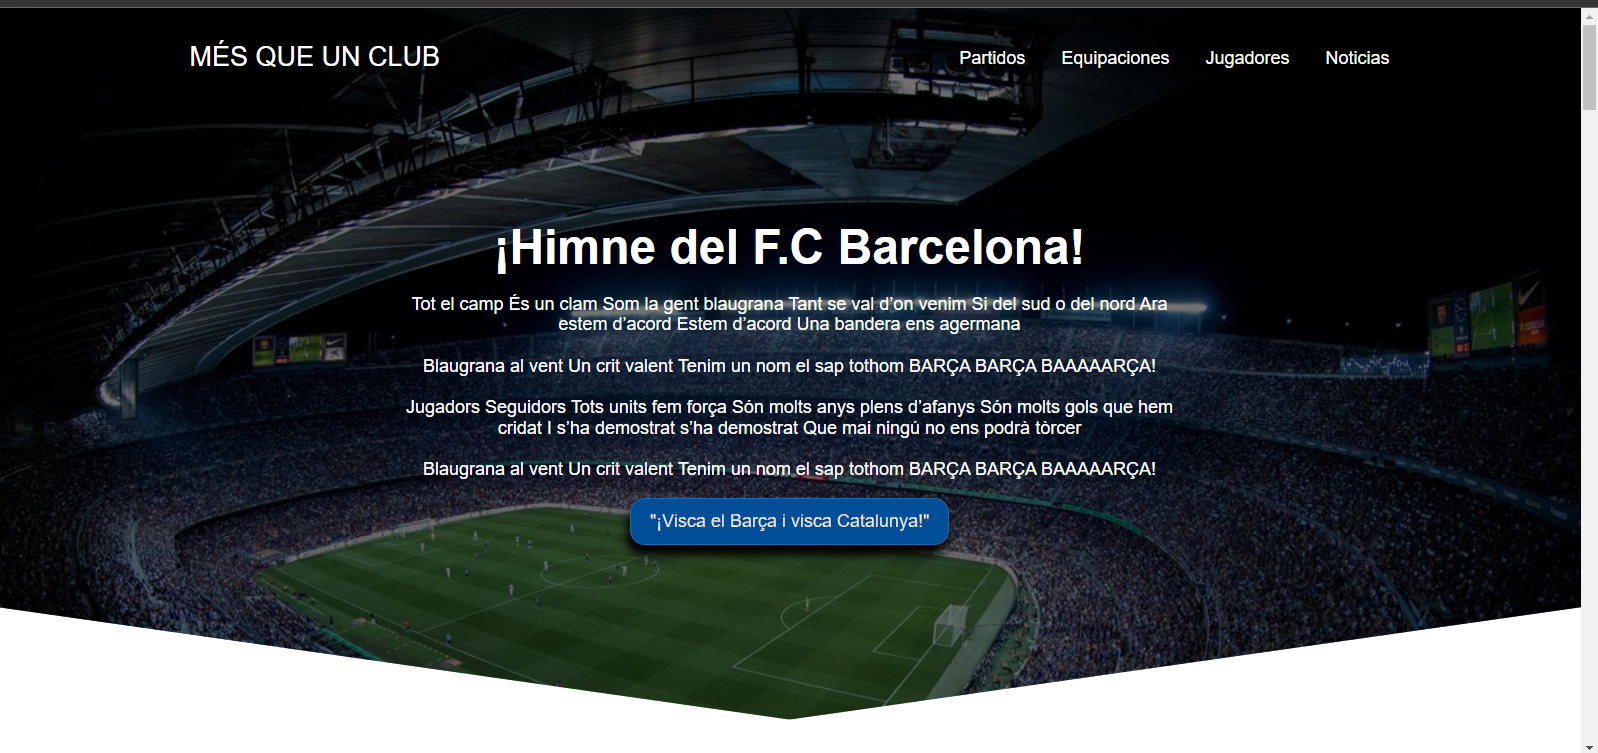 MÉS QUE UN CLUB
Partidos Equipaciones Jugadores Noticias
¡Himne del F.C Barcelona!
Tot el camp És un clam Som la gent blaugrana Tant se val d’on venim Si del sud o del nord Ara
estem d’acord Estem d’acord Una bandera ens agermana
Blaugrana al vent Un crit valent Tenim un nom el sap tothom BARÇA BARÇA BAAAAARÇA!
Jugadors Seguidors Tots units fem força Són molts anys plens d’afanys Són molts gols que hem
cridat I s’ha demostrat s’ha demostrat Que mai ningú no ens podrà tòrcer
Blaugrana al vent Un crit valent Tenim un nom el sap tothom BARÇA BARÇA BAAAAARÇA!
"¡Visca el Barça i visca Catalunya!"